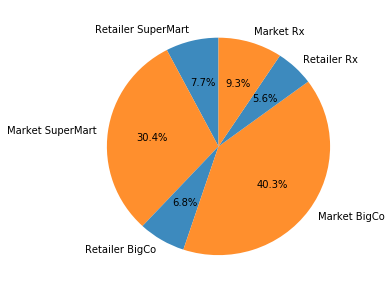 Retailer SuperMart
Market Rx
Retailer Rx
7.7%
9.3%
5.6%
Market SuperMart
30.4%
40.3%
6.8%
Market BigCo
Retailer BigCo